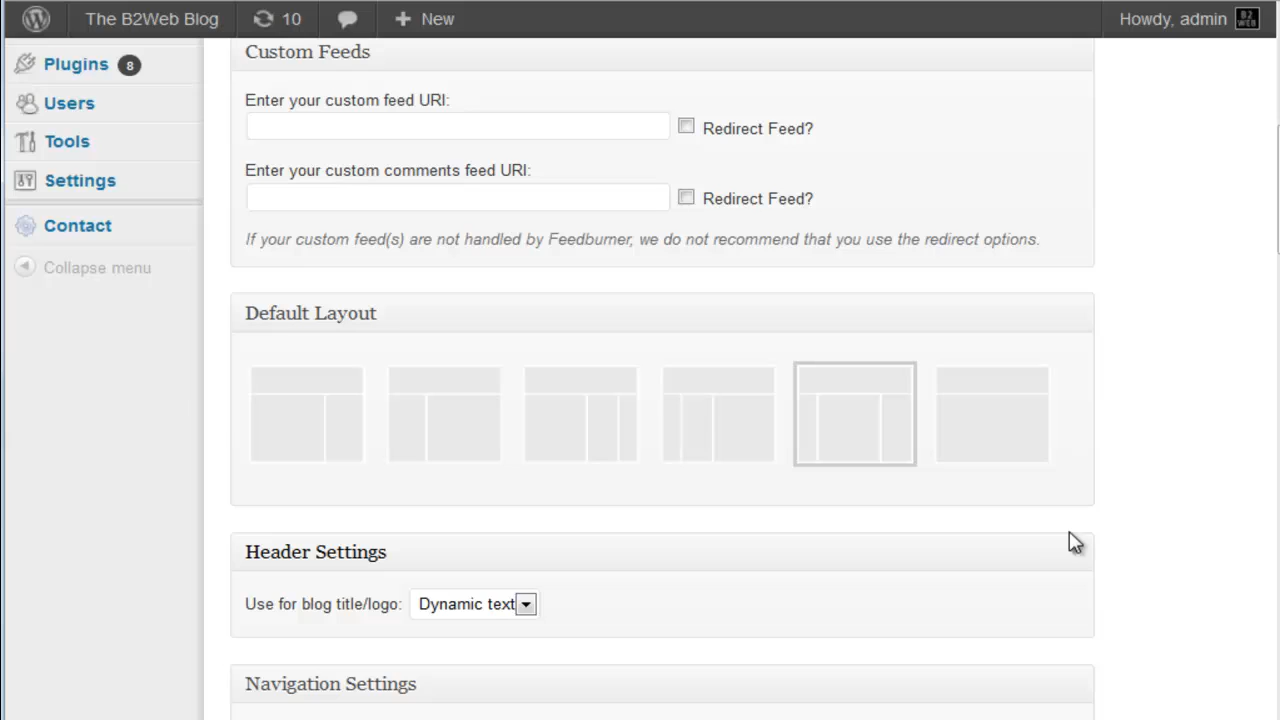 The B2Web Blog
10
New
Howdy, admin
B2 WEB
Plugins 8
Users
Tools
Settings
Contact
Collapse menu
Custom Feeds
Enter your custom feed URI:
Redirect Feed?
Enter your custom comments feed URI:
Redirect Feed?
If your custom feed(s) are not handled by Feedburner, we do not recommend that you use the redirect options.
Default Layout
Header Settings
Use for blog title/logo: Dynamic text
Navigation Settings